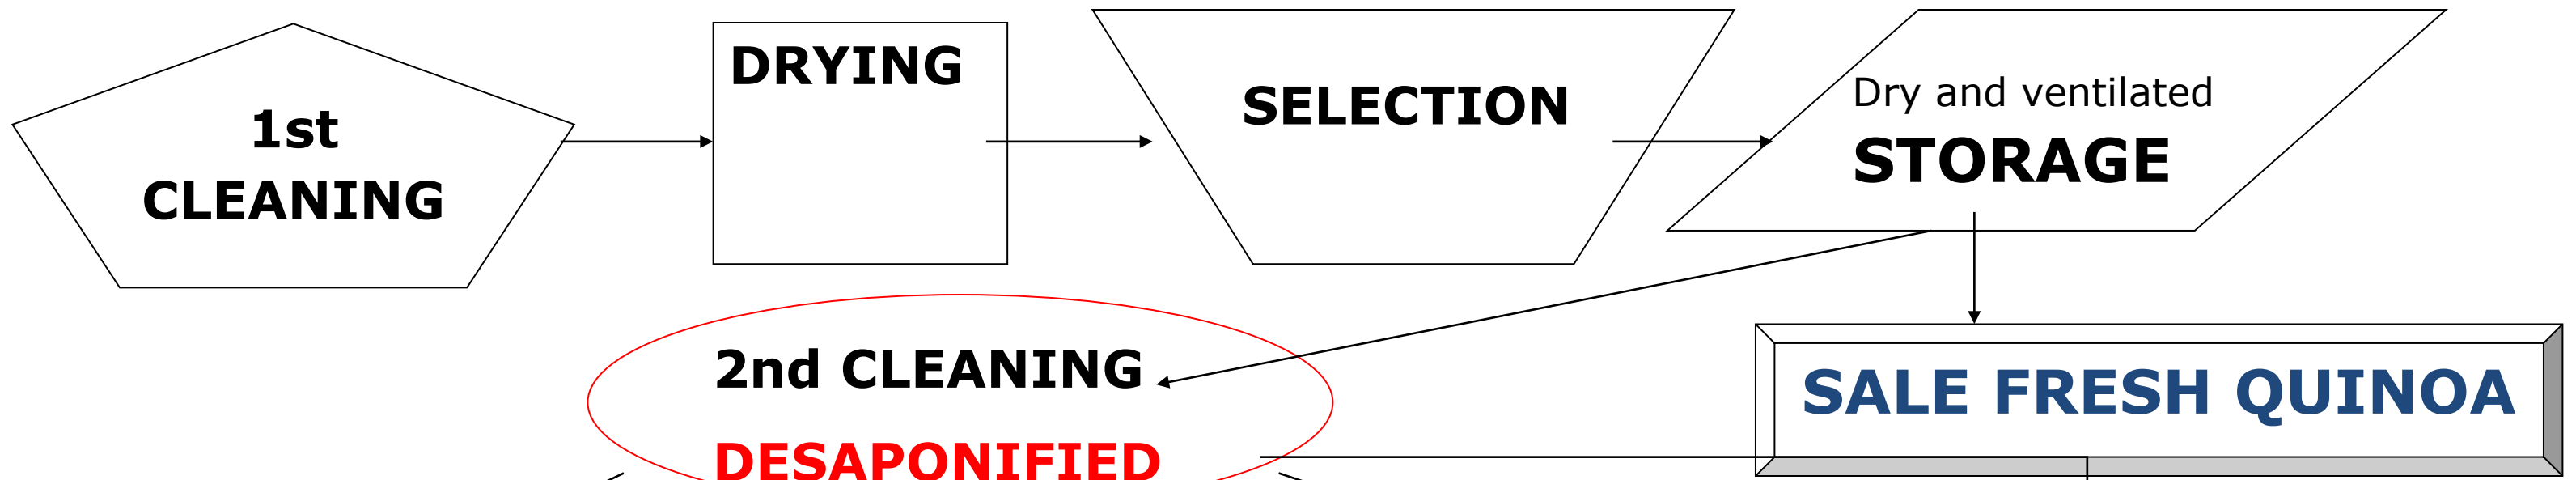 1st
CLEANING
DRYING
SELECTION
Dry and ventilated
STORAGE
2nd CLEANING
DESAPONIFIED
SALE FRESH QUINOA